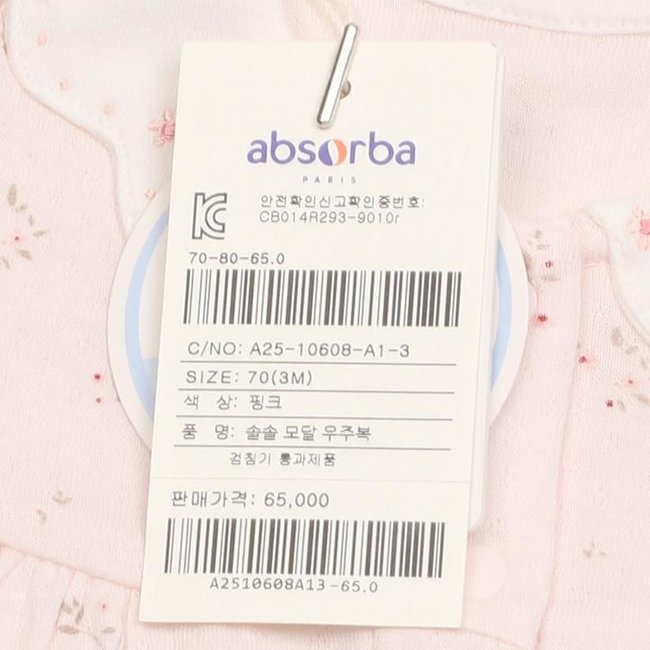 absorba
PARIS
안전확인신고확인증번호:
CB014R293-9010r
70-80-65.0
C/NO: A25-10608-A1-3
SIZE: 70(3M)
색 상: 핑크
품 명: 솔솔 모달 우주복
검침기 통과제품
판매가격: 65,000
A2510608A13-65.0